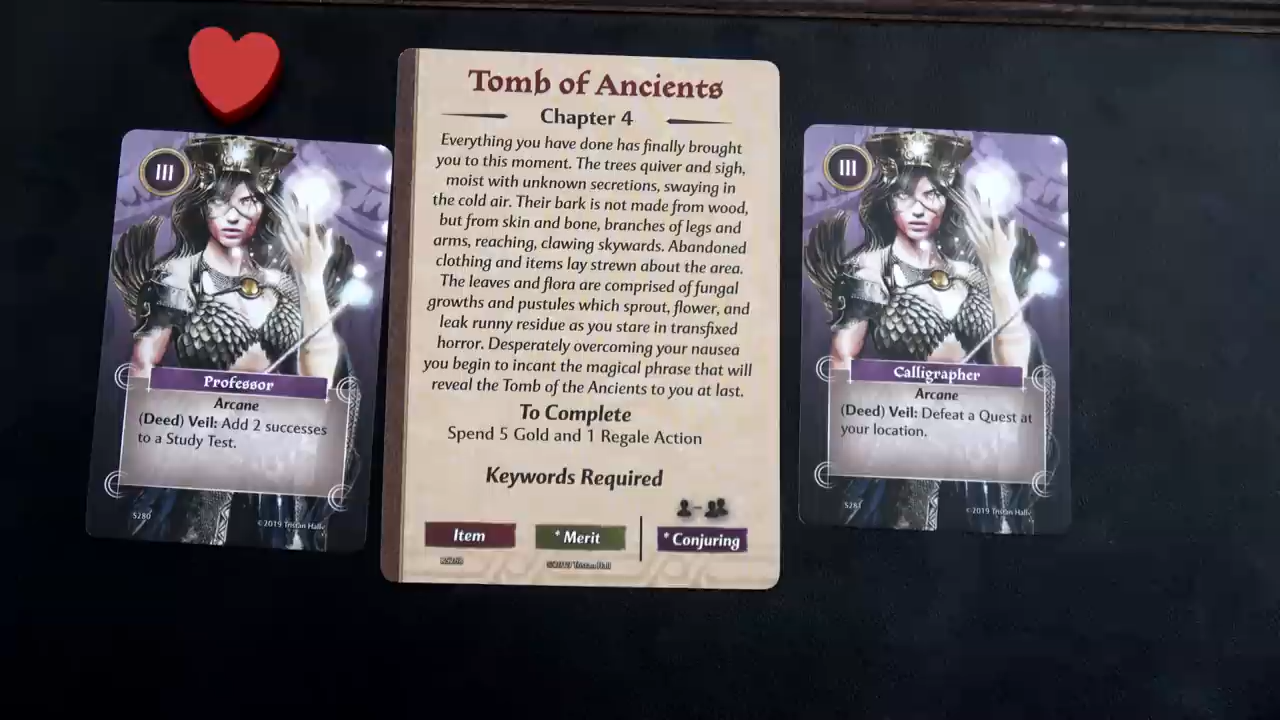 III
Professor
Arcane
(Deed) Veil: Add 2 successes
to a Study Test.
S280
©2019 Tristan Hall
Tomb of Ancients
Chapter 4
Everything you have done has finally brought
you to this moment. The trees quiver and sigh,
moist with unknown secretions, swaying in
the cold air. Their bark is not made from wood,
but from skin and bone, branches of legs and
arms, reaching, clawing skywards. Abandoned
clothing and items lay strewn about the area.
The leaves and flora are comprised of fungal
growths and pustules which sprout, flower, and
leak runny residue as you stare in transfixed
horror. Desperately overcoming your nausea
you begin to incant the magical phrase that will
reveal the Tomb of the Ancients to you at last.
To Complete
Spend 5 Gold and 1 Regale Action
Keywords Required
Item
* Merit
* Conjuring
©2019 Tristan Hall
III
Calligrapher
Arcane
(Deed) Veil: Defeat a Quest at
your location.
S281
©2019 Tristan Hall